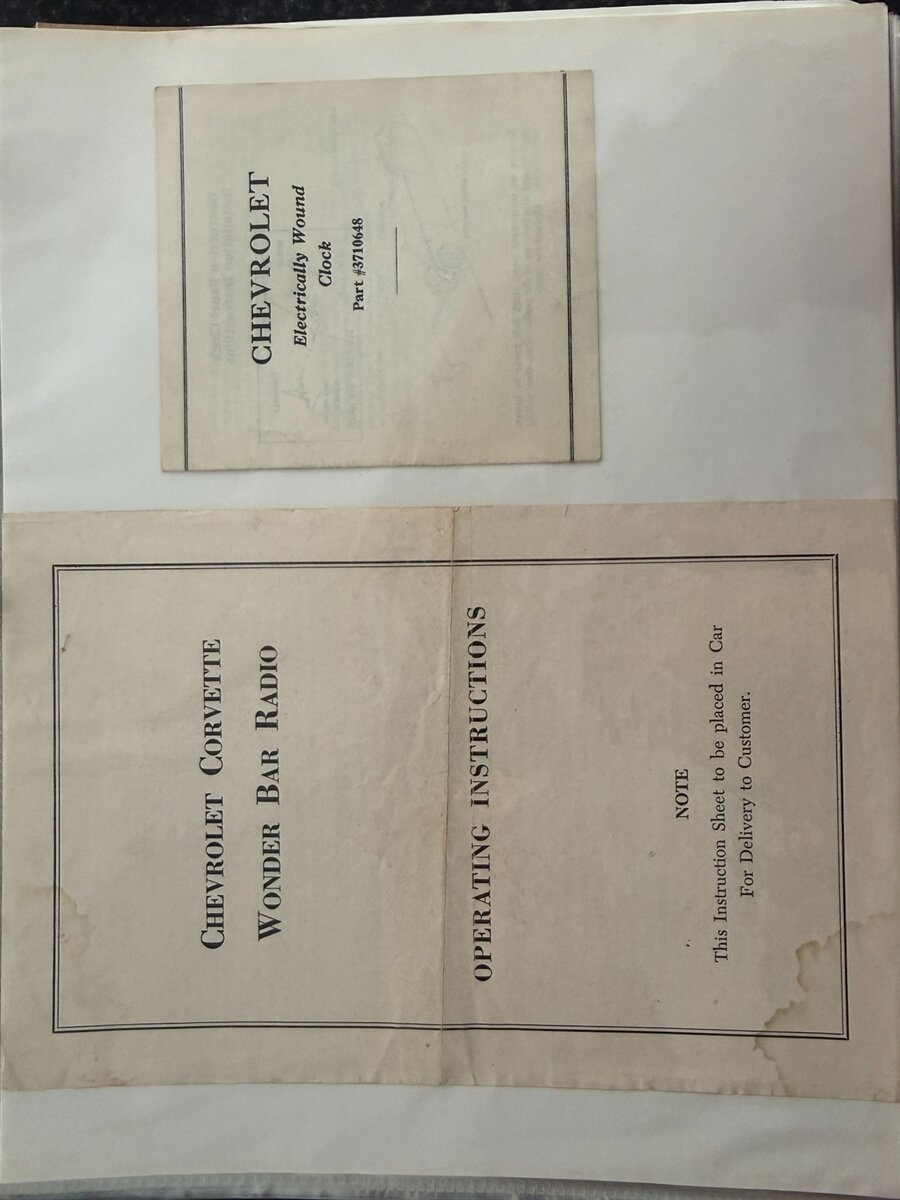 CHEVROLET
Electrically Wound
Clock
Part #3710648
CHEVROLET CORVETTE
WONDER BAR RADIO
OPERATING INSTRUCTIONS
NOTE
This Instruction Sheet to be placed in Car
For Delivery to Customer.